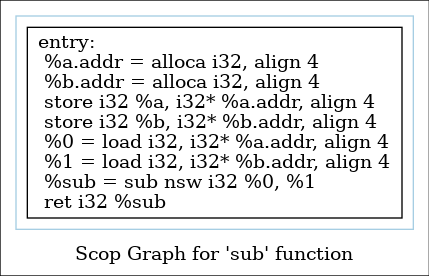 entry:
%a.addr = alloca i32, align 4
%b.addr = alloca i32, align 4
store i32 %a, i32* %a.addr, align 4
store i32 %b, i32* %b.addr, align 4
%0 = load i32, i32* %a.addr, align 4
%1 = load i32, i32* %b.addr, align 4
%sub = sub nsw i32 %0, %1
ret i32 %sub
Scop Graph for 'sub' function